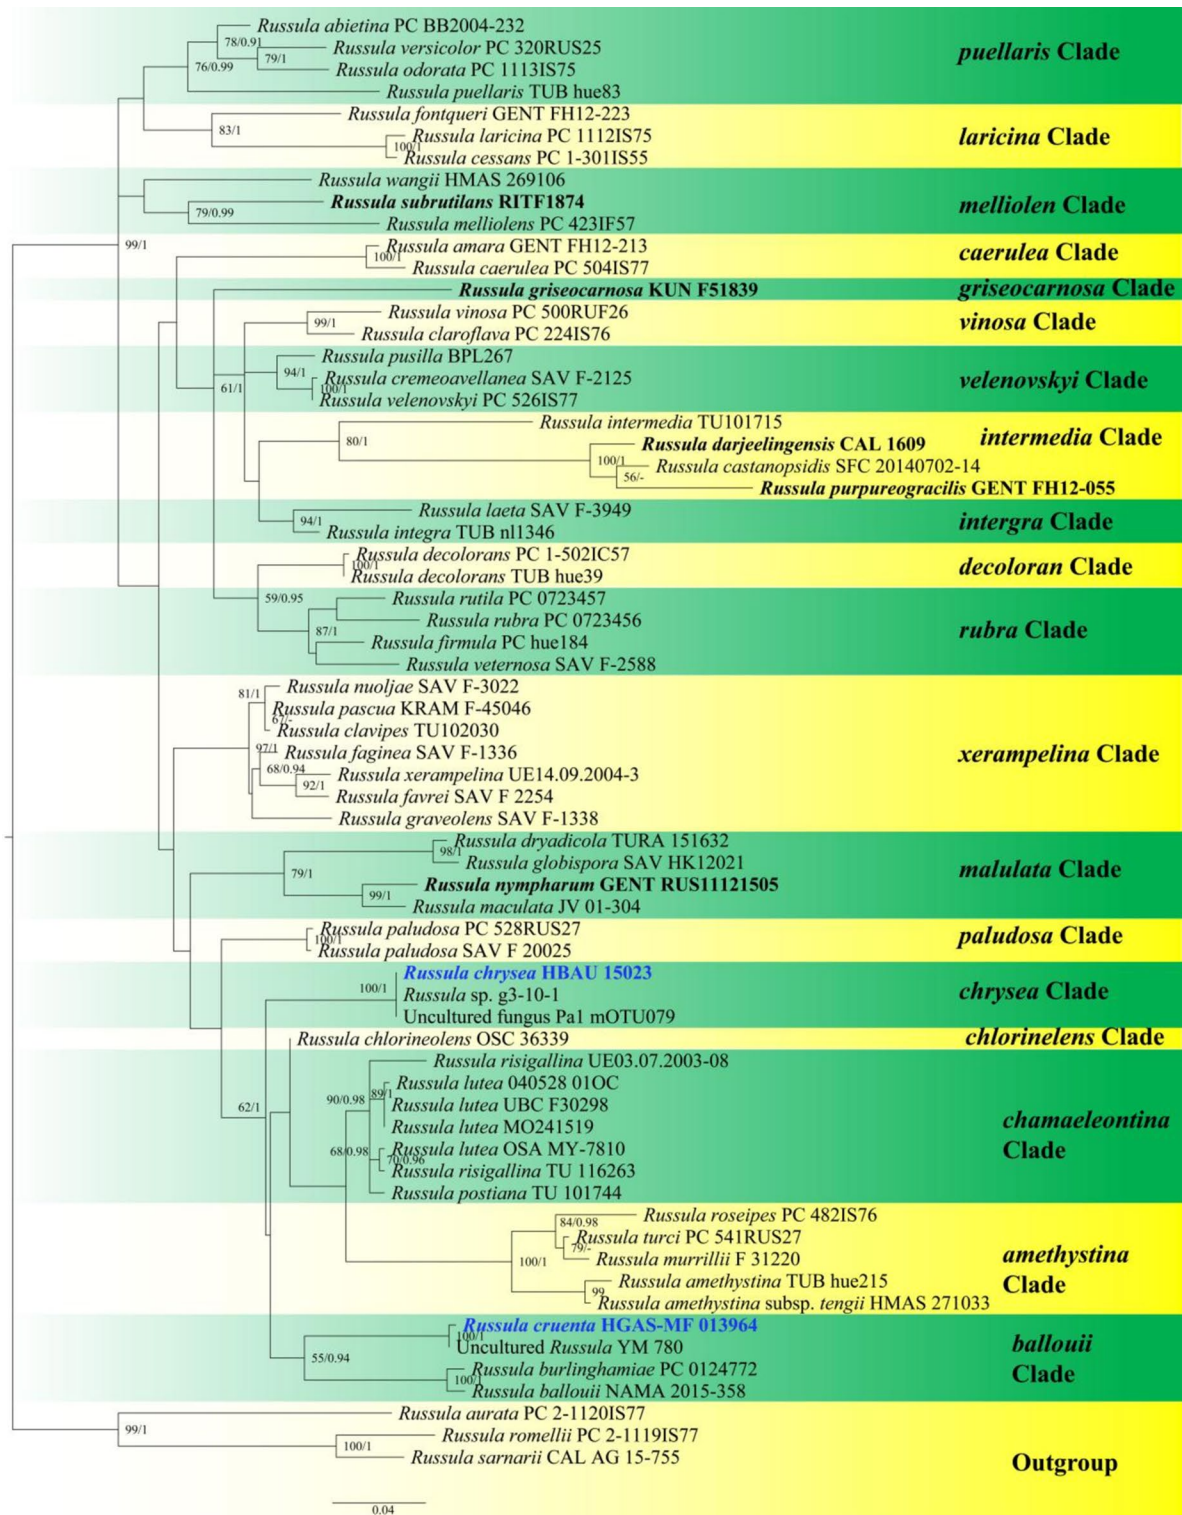 Russula abietina PC BB2004-232
78/0.91
Russula versicolor PC 320RUS25
puellaris Clade
79/1
76/0.99
Russula odorata PC 1113IS75
Russula puellaris TUB hue83
Russula fontqueri GENT FH12-223
83/1
Russula laricina PC 1112IS75
laricina Clade
100/1
Russula cessans PC 1-301IS55
Russula wangii HMAS 269106
Russula subrutilans RITF1874
melliolen Clade
79/0.99
Russula melliolens PC 423IF57
99/1
Russula amara GENT FH12-213
caerulea Clade
100/1
Russula caerulea PC 504IS77
Russula griseocarnosa KUN F51839
griseocarnosa Clade
Russula vinosa PC 500RUF26
vinosa Clade
99/1
Russula claroflava PC 224IS76
Russula pusilla BPL267
94/1
Russula cremeoavellanea SAV F-2125
velenovskyi Clade
61/1
100/1
Russula velenovskyi PC 526IS77
Russula intermedia TU101715
intermedia Clade
80/1
Russula darjeelingensis CAL 1609
100/1
Russula castanopsidis SFC 20140702-14
56/-
Russula purpureogracilis GENT FH12-055
Russula laeta SAV F-3949
intergra Clade
94/1
Russula integra TUB nl1346
Russula decolorans PC 1-502IC57
decoloran Clade
100/1
Russula decolorans TUB hue39
59/0.95
Russula rutila PC 0723457
Russula rubra PC 0723456
rubra Clade
87/1
Russula firmula PC hue184
Russula veternosa SAV F-2588
81/1
Russula nuoljae SAV F-3022
Russula pascua KRAM F-45046
67/-
Russula clavipes TU102030
97/1
Russula faginea SAV F-1336
xerampelina Clade
68/0.94
Russula xerampelina UE14.09.2004-3
92/1
Russula favrei SAV F 2254
Russula graveolens SAV F-1338
Russula dryadicola TURA 151632
98/1
Russula globispora SAV HK12021
malulata Clade
79/1
Russula nympharum GENT RUS11121505
99/1
Russula maculata JV 01-304
Russula paludosa PC 528RUS27
paludosa Clade
100/1
Russula paludosa SAV F 20025
Russula chrysea HBAU 15023
100/1
Russula sp. g3-10-1
chrysea Clade
Uncultured fungus Pa1 mOTU079
Russula chlorineolens OSC 36339
chlorinelens Clade
Russula risigallina UE03.07.2003-08
Russula lutea 040528 01OC
89/1
90/0.98
62/1
Russula lutea UBC F30298
Russula lutea MO241519
chamaeleontina
Clade
68/0.98
Russula lutea OSA MY-7810
70/0.96
Russula risigallina TU 116263
Russula postiana TU 101744
Russula roseipes PC 482IS76
84/0.98
Russula turci PC 541RUS27
79/-
Russula murrillii F 31220
amethystina
Clade
100/1
Russula amethystina TUB hue215
99
Russula amethystina subsp. tengii HMAS 271033
Russula cruenta HGAS-MF 013964
100/1
Uncultured Russula YM 780
ballouii
Clade
55/0.94
Russula burlinghamiae PC 0124772
100/1
Russula ballouii NAMA 2015-358
Russula aurata PC 2-1120IS77
99/1
Russula romellii PC 2-1119IS77
100/1
Russula sarnarii CAL AG 15-755
Outgroup
0.04